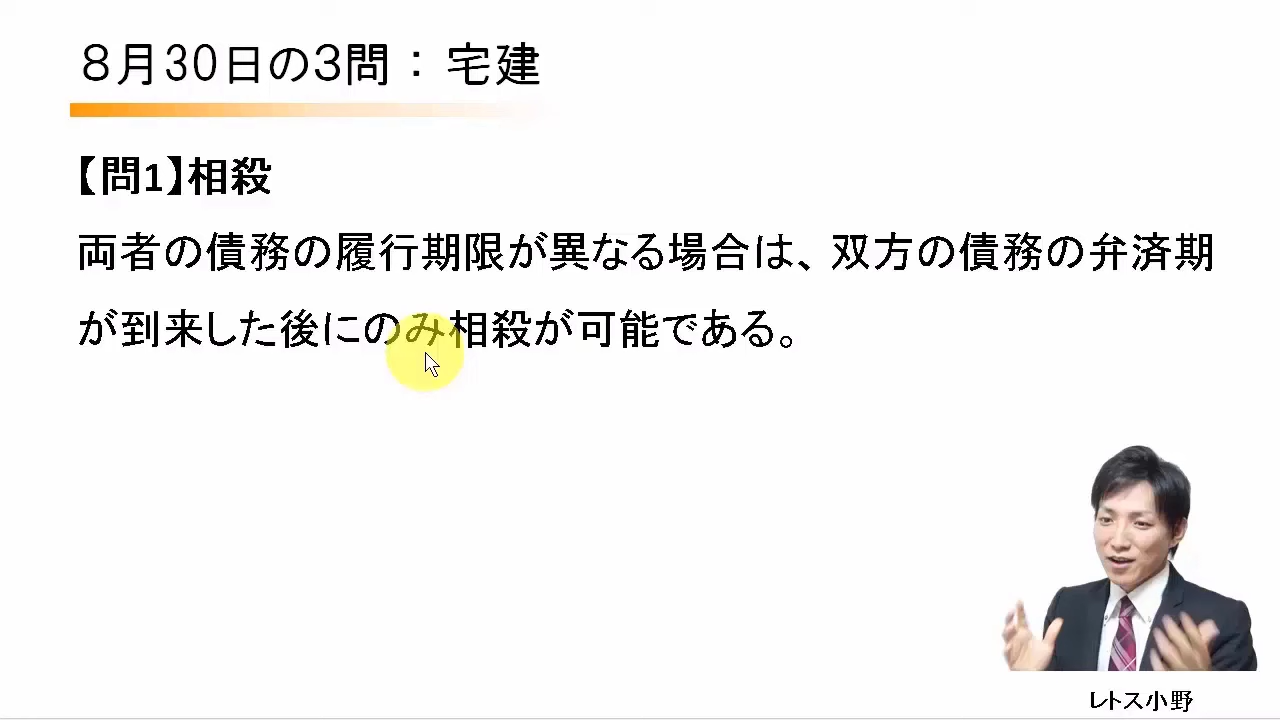 ８月３０日の３問：宅建
【問1】相殺
両者の債務の履行期限が異なる場合は、双方の債務の弁済期
が到来した後にのみ相殺が可能である。
レトス小野